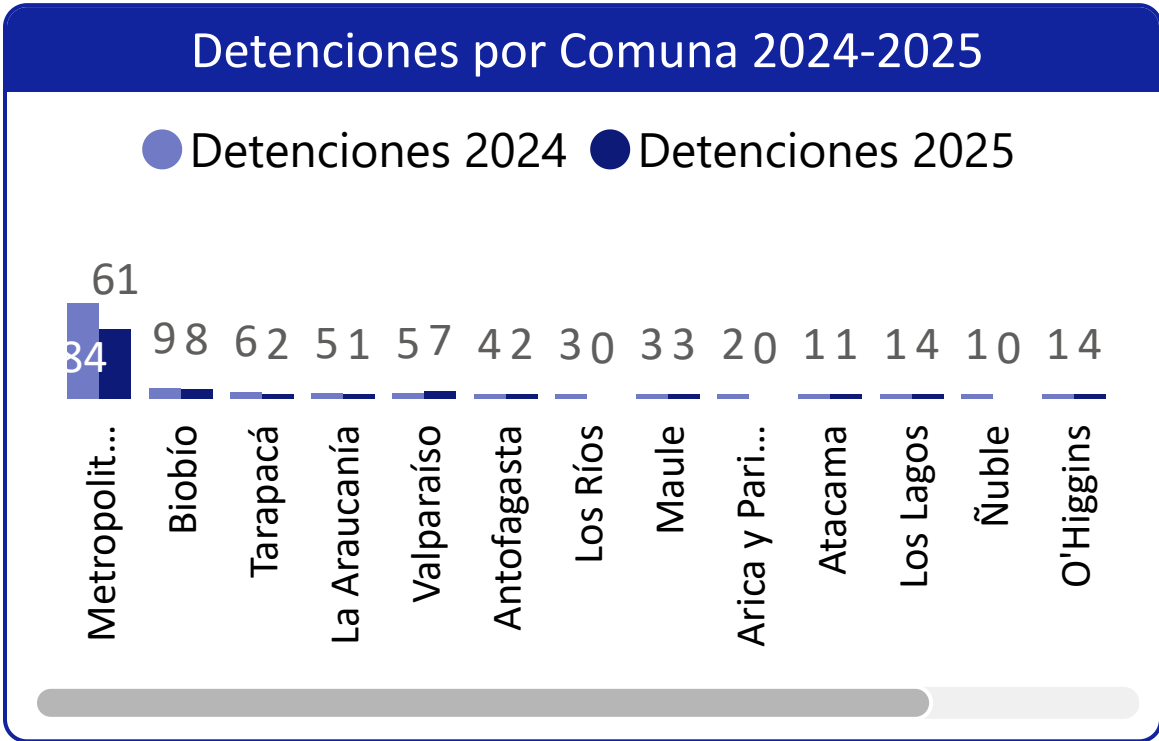 Detenciones por Comuna 2024-2025
Detenciones 2024 Detenciones 2025
61
84
9 8 6 2 5 1 5 7 4 2 3 0 3 3 2 0 1 1 1 4 1 0 1 4
Metropolit...
Biobío
Tarapacá
La Araucanía
Valparaíso
Antofagasta
Los Ríos
Maule
Arica y Pari...
Atacama
Los Lagos
Ñuble
O'Higgins